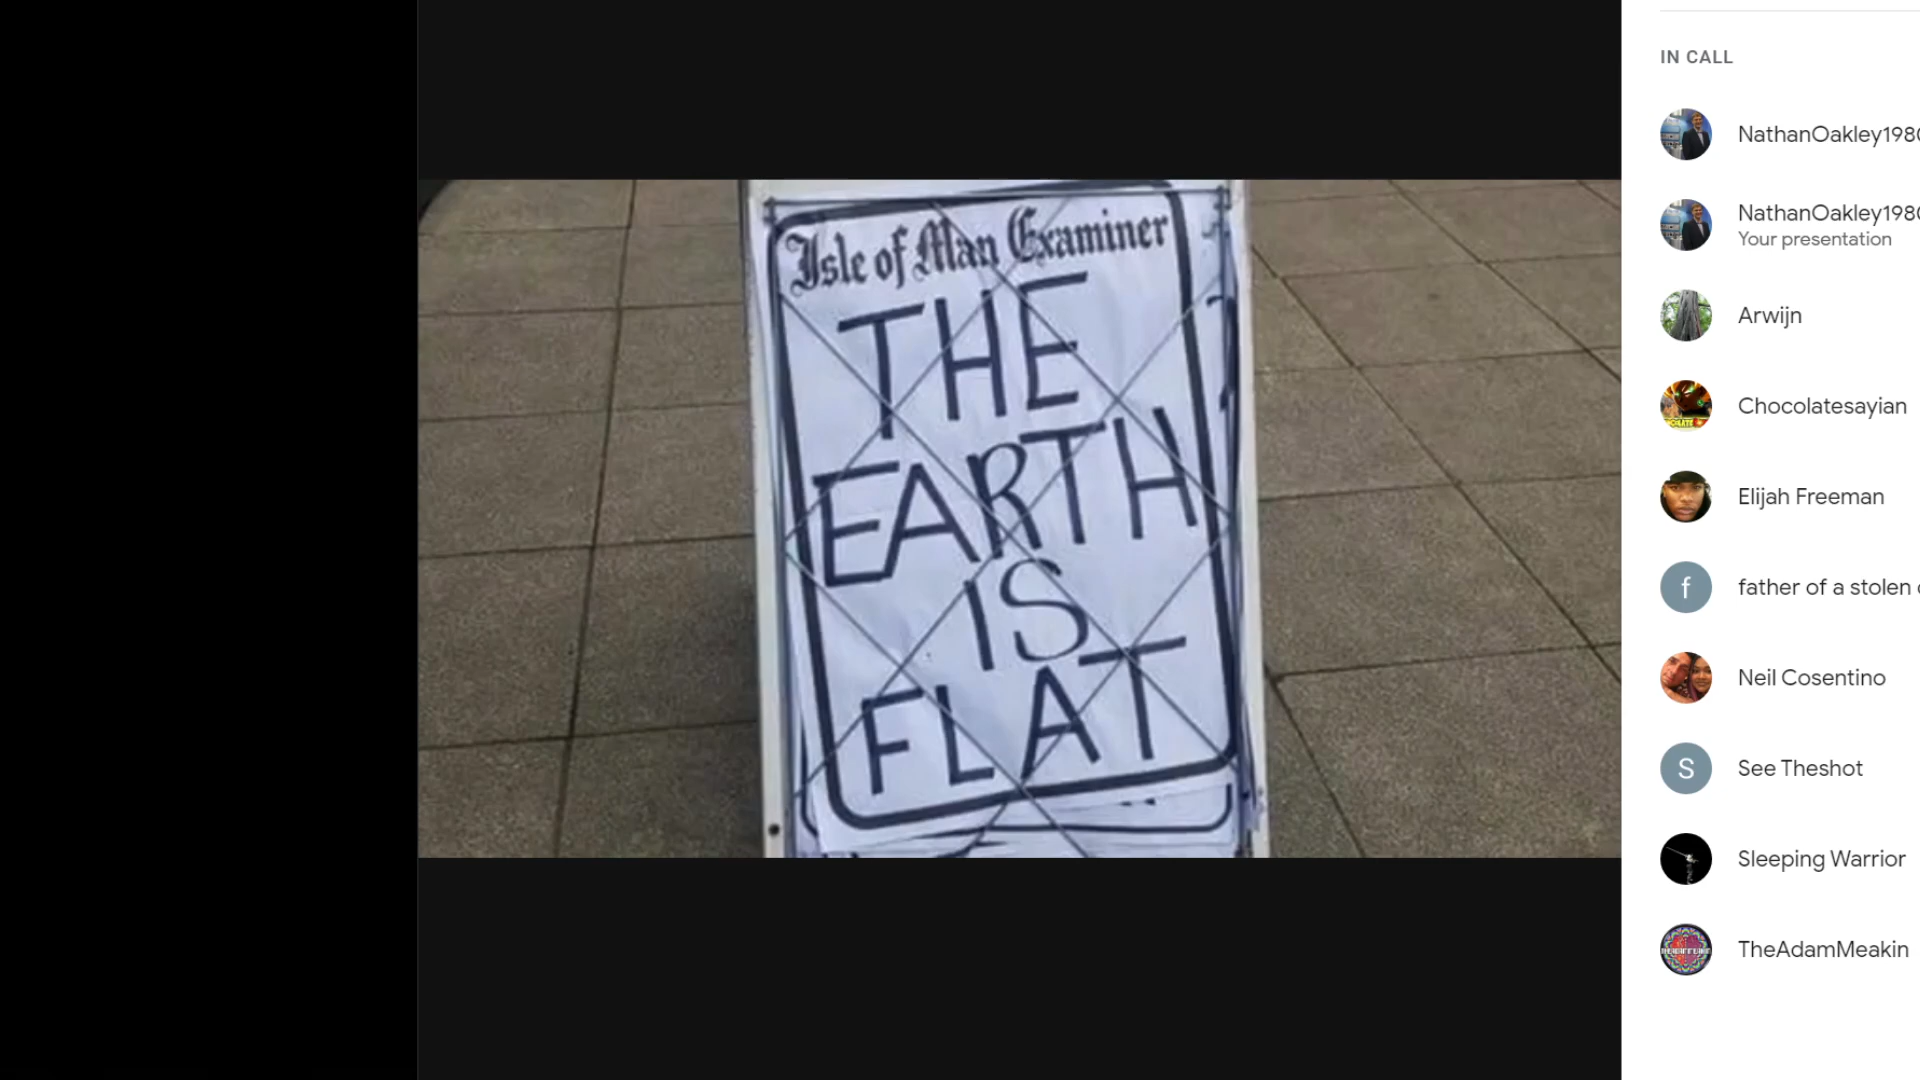 Isle of Man Examiner
THE
EARTH
IS
FLAT
IN CALL
NathanOakley198
NathanOakley198
Your presentation
Arwijn
Chocolatesayian
Elijah Freeman
f
father of a stolen
Neil Cosentino
S
See Theshot
Sleeping Warrior
TheAdamMeakin